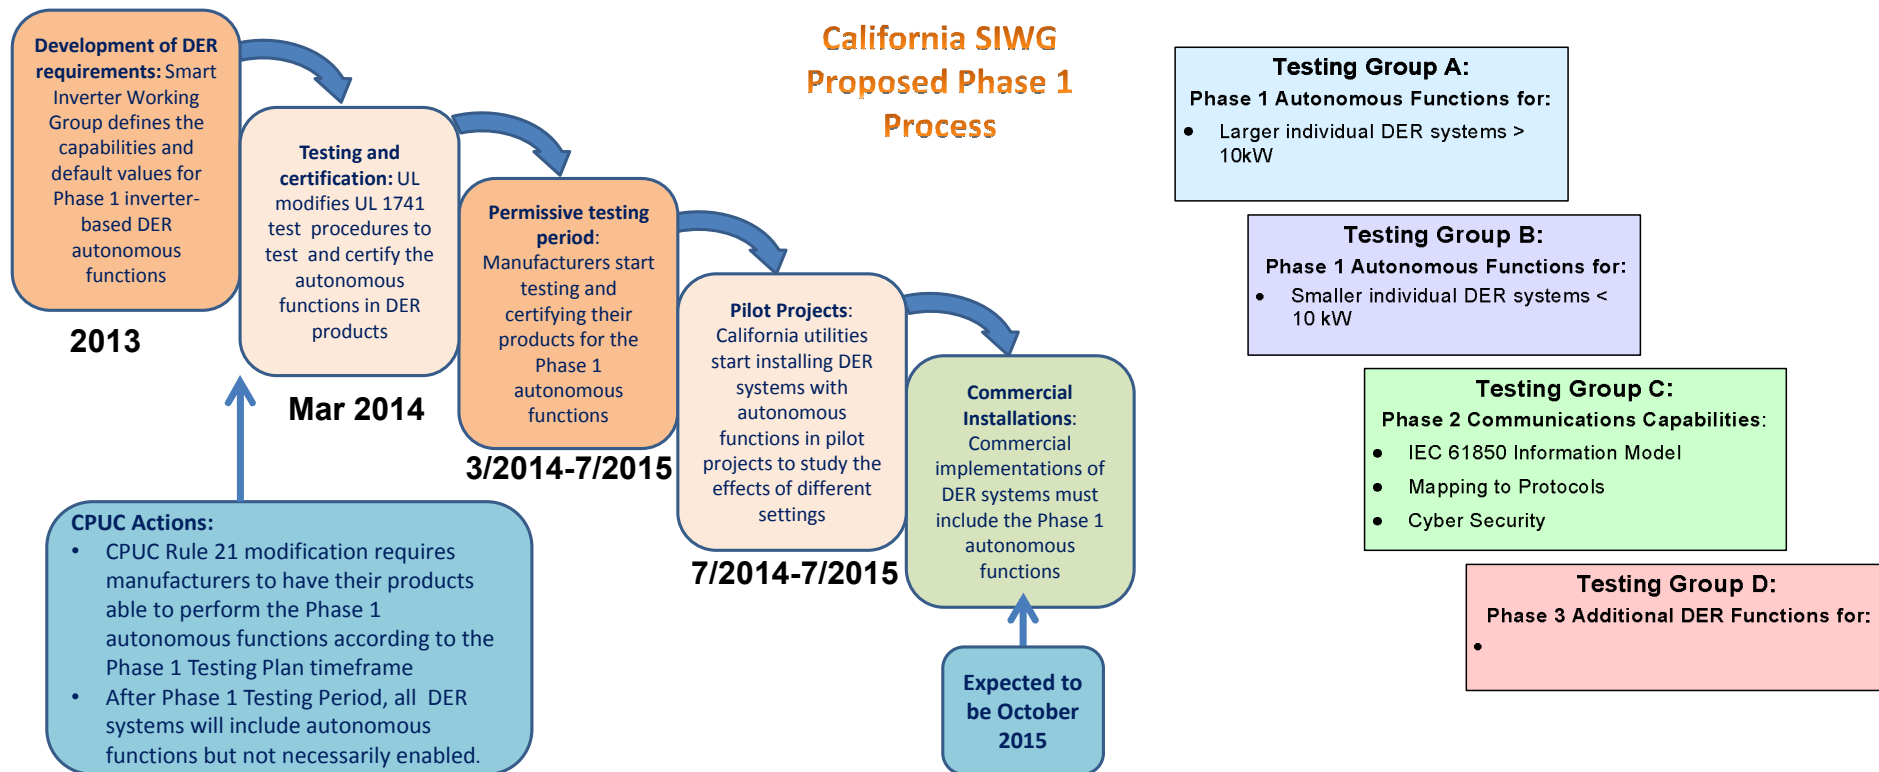 California SIWG
Proposed Phase 1
Process
Development of DER
requirements: Smart
Inverter Working
Group defines the
capabilities and
default values for
Phase 1 inverter-
based DER
autonomous
functions
2013
Testing and
certification: UL
modifies UL 1741
test procedures to
test and certify the
autonomous
functions in DER
products
Mar 2014
Permissive testing
period:
Manufacturers start
testing and
certifying their
products for the
Phase 1
autonomous
functions
3/2014-7/2015
Pilot Projects:
California utilities
start installing DER
systems with
autonomous
functions in pilot
projects to study the
effects of different
settings
7/2014-7/2015
Commercial
Installations:
Commercial
implementations of
DER systems must
include the Phase 1
autonomous
functions
Expected to
be October
2015
CPUC Actions:
• CPUC Rule 21 modification requires
manufacturers to have their products
able to perform the Phase 1
autonomous functions according to the
Phase 1 Testing Plan timeframe
• After Phase 1 Testing Period, all DER
systems will include autonomous
functions but not necessarily enabled.
Testing Group A:
Phase 1 Autonomous Functions for:
• Larger individual DER systems >
10kW
Testing Group B:
Phase 1 Autonomous Functions for:
• Smaller individual DER systems <
10 kW
Testing Group C:
Phase 2 Communications Capabilities:
• IEC 61850 Information Model
• Mapping to Protocols
• Cyber Security
Testing Group D:
Phase 3 Additional DER Functions for:
•